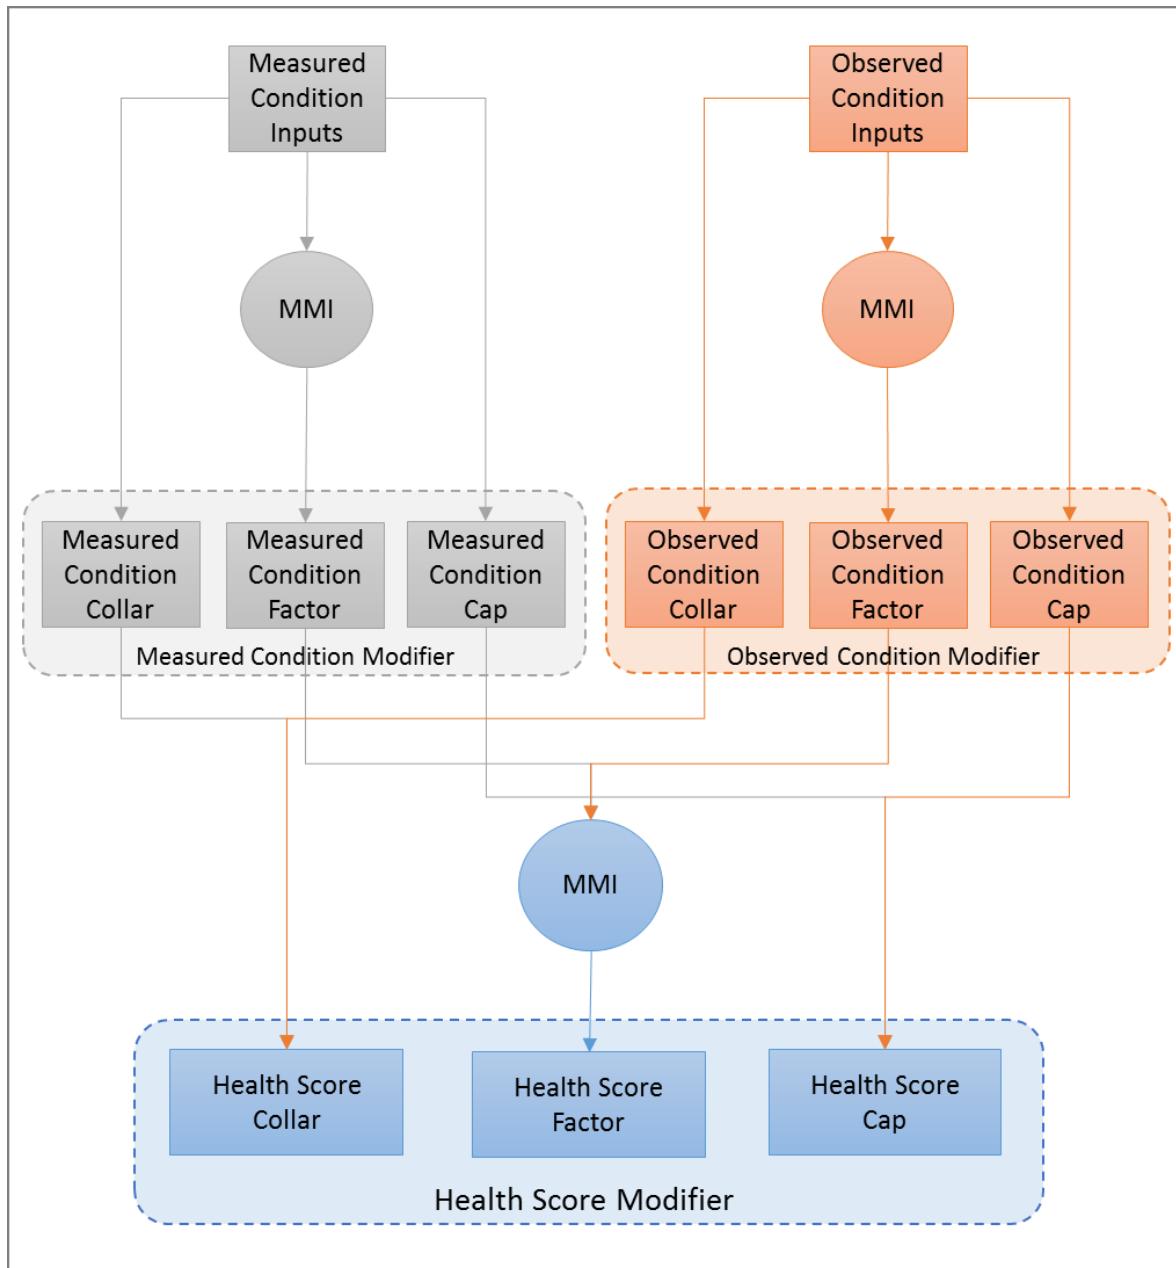 Measured
Condition
Inputs
Observed
Condition
Inputs
MMI
MMI
Measured
Condition
Collar
Measured
Condition
Factor
Measured
Condition
Cap
Measured Condition Modifier
Observed
Condition
Collar
Observed
Condition
Factor
Observed
Condition
Cap
Observed Condition Modifier
MMI
Health Score
Collar
Health Score
Factor
Health Score
Cap
Health Score Modifier